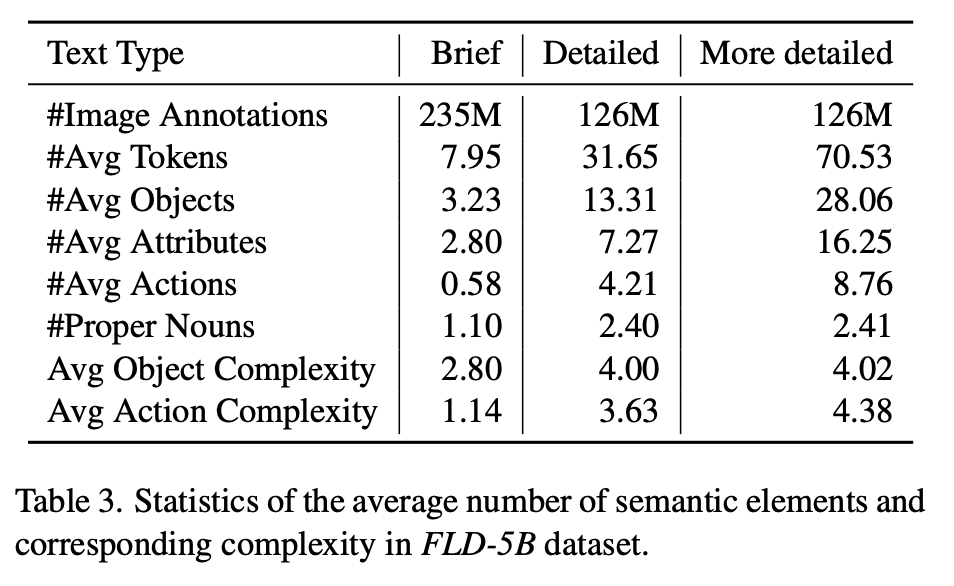 Text Type Brief Detailed More detailed
#Image Annotations 235M 126M 126M
#Avg Tokens 7.95 31.65 70.53
#Avg Objects 3.23 13.31 28.06
#Avg Attributes 2.80 7.27 16.25
#Avg Actions 0.58 4.21 8.76
#Proper Nouns 1.10 2.40 2.41
Avg Object Complexity 2.80 4.00 4.02
Avg Action Complexity 1.14 3.63 4.38
Table 3. Statistics of the average number of semantic elements and
corresponding complexity in FLD-5B dataset.